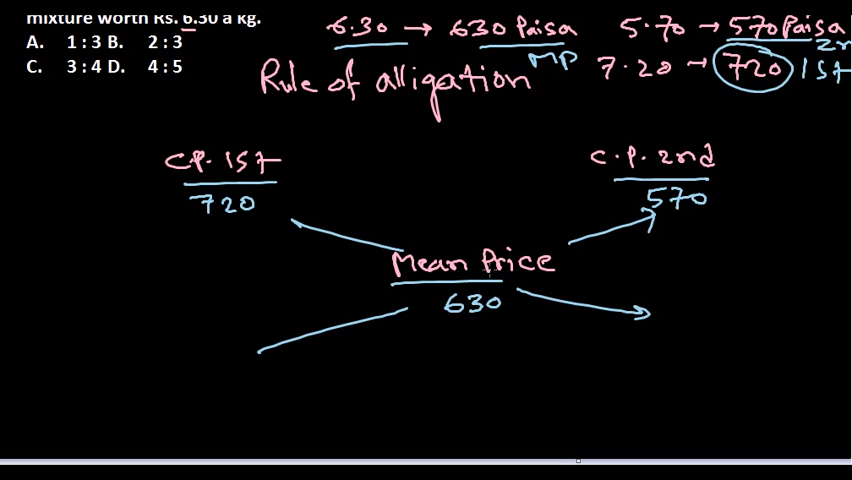 mixture worth Rs. 6.30 a kg.
A. 1 : 3 B. 2 : 3
C. 3 : 4 D. 4 : 5
6.30 → 630 Paisa
MP
5.70 → 570 Paisa
7.20 → 720 1st
Rule of alligation
C.P. 1st
720
C.P. 2nd
570
Mean Price
630